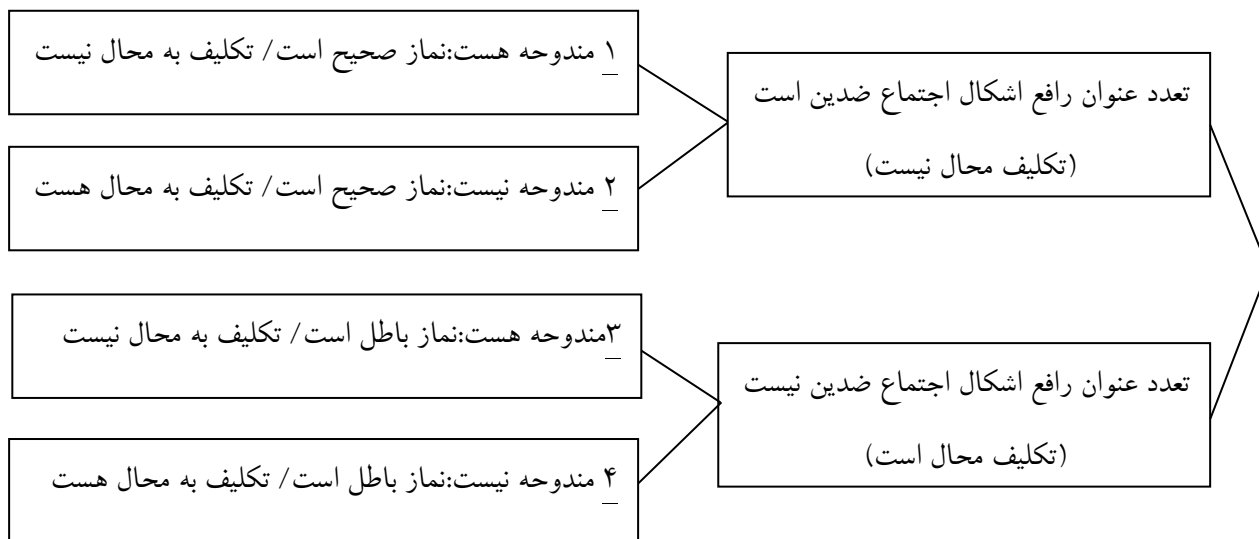 تعدد عنوان رافع اشکال اجتماع ضدین است
(تکلیف محال نیست)
۱ مندوحه هست:نماز صحیح است/ تکلیف به محال نیست
۲ مندوحه نیست:نماز صحیح است/ تکلیف به محال هست
تعدد عنوان رافع اشکال اجتماع ضدین نیست
(تکلیف محال است)
۳مندوحه هست:نماز باطل است/ تکلیف به محال نیست
۴ مندوحه نیست:نماز باطل است/ تکلیف به محال هست